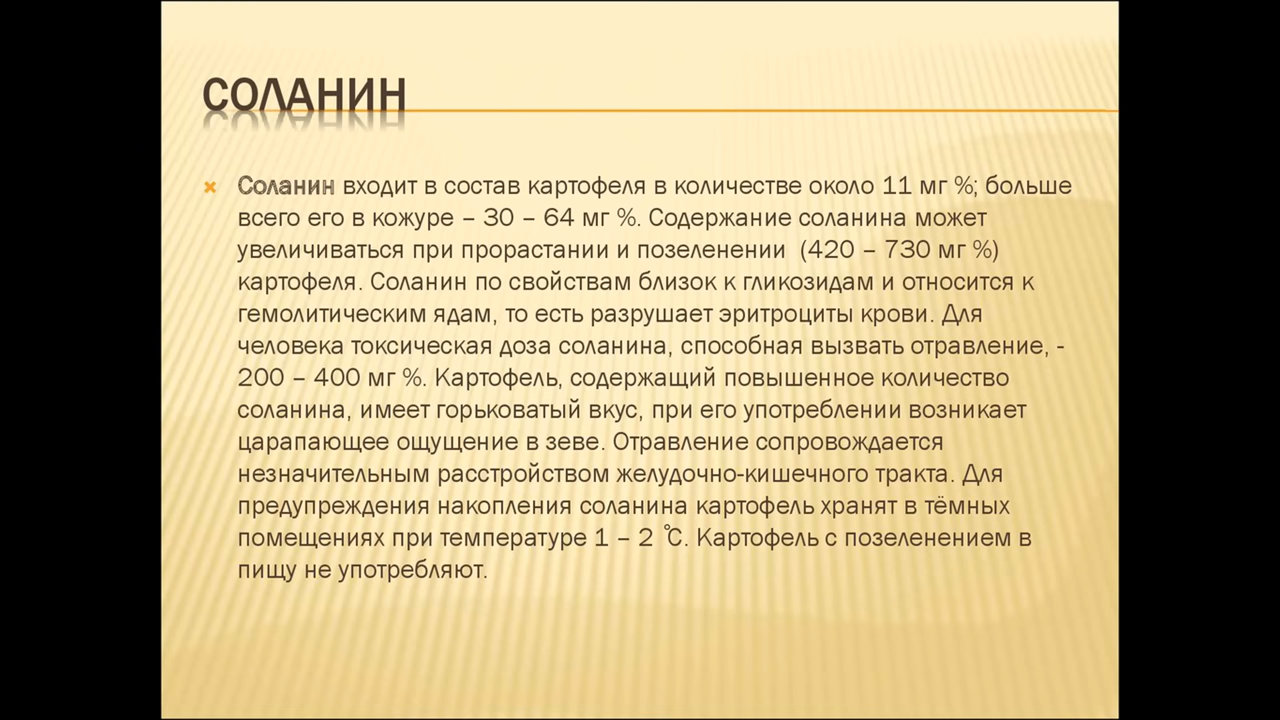 СОЛАНИН
Соланин входит в состав картофеля в количестве около 11 мг %; больше
всего его в кожуре – 30 – 64 мг %. Содержание соланина может
увеличиваться при прорастании и позеленении (420 – 730 мг %)
картофеля. Соланин по свойствам близок к гликозидам и относится к
гемолитическим ядам, то есть разрушает эритроциты крови. Для
человека токсическая доза соланина, способная вызвать отравление, -
200 – 400 мг %. Картофель, содержащий повышенное количество
соланина, имеет горьковатый вкус, при его употреблении возникает
царапающее ощущение в зеве. Отравление сопровождается
незначительным расстройством желудочно-кишечного тракта. Для
предупреждения накопления соланина картофель хранят в тёмных
помещениях при температуре 1 – 2 ˚С. Картофель с позеленением в
пищу не употребляют.